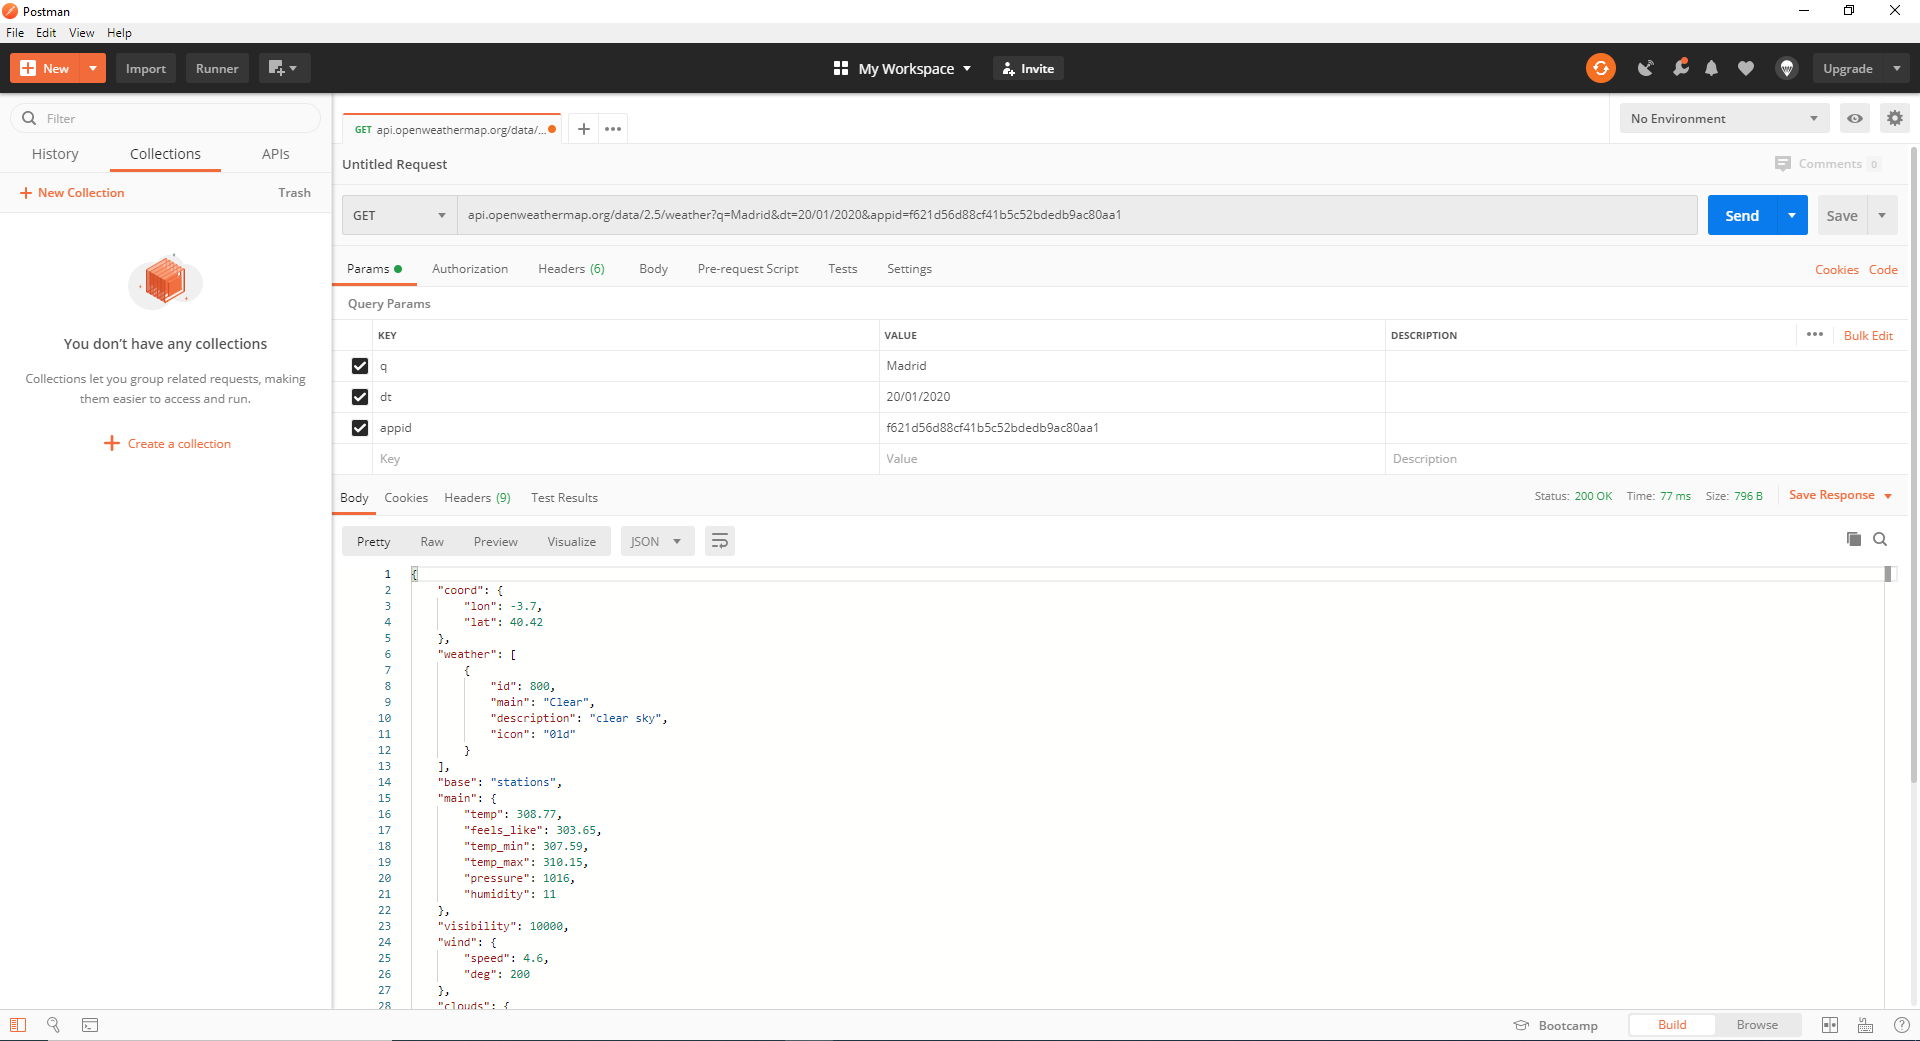 Postman
File Edit View Help
New Import Runner My Workspace Invite Upgrade
Filter
History Collections APIs
New Collection Trash
You don't have any collections
Collections let you group related requests, making
them easier to access and run.
Create a collection
GET api.openweathermap.org/data/... No Environment
Untitled Request Comments 0
GET api.openweathermap.org/data/2.5/weather?q=Madrid&dt=20/01/2020&appid=f621d56d88cf41b5c52bdedb9ac80aa1 Send Save
Params Authorization Headers (6) Body Pre-request Script Tests Settings Cookies Code
Query Params
KEY VALUE DESCRIPTION ••• Bulk Edit
q Madrid
dt 20/01/2020
appid f621d56d88cf41b5c52bdedb9ac80aa1
Key Value Description
Body Cookies Headers (9) Test Results Status: 200 OK Time: 77 ms Size: 796 B Save Response
Pretty Raw Preview Visualize JSON
1 {
2 "coord": {
3 "lon": -3.7,
4 "lat": 40.42
5 },
6 "weather": [
7 {
8 "id": 800,
9 "main": "Clear",
10 "description": "clear sky",
11 "icon": "01d"
12 }
13 ],
14 "base": "stations",
15 "main": {
16 "temp": 308.77,
17 "feels_like": 303.65,
18 "temp_min": 307.59,
19 "temp_max": 310.15,
20 "pressure": 1016,
21 "humidity": 11
22 },
23 "visibility": 10000,
24 "wind": {
25 "speed": 4.6,
26 "deg": 200
27 },
28 "clouds": {
Bootcamp Build Browse